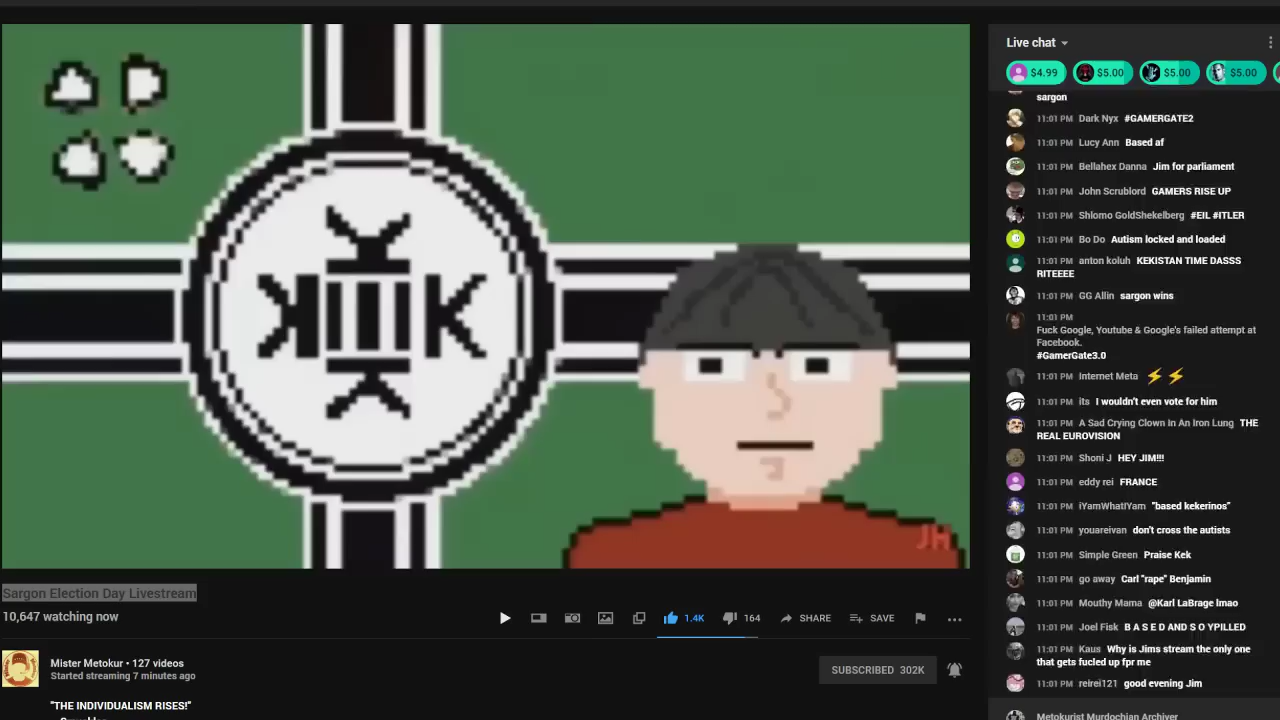 Live chat
$4.99 $5.00 $5.00 $5.00
sargon
11:01 PM Dark Nyx #GAMERGATE2
11:01 PM Lucy Ann Based af
11:01 PM Bellahex Danna Jim for parliament
11:01 PM John Scrublord GAMERS RISE UP
11:01 PM Shlomo GoldShekelberg #EIL #ITLER
11:01 PM Bo Do Autism locked and loaded
11:01 PM anton koluh KEKISTAN TIME DASSS
RITEEEE
11:01 PM GG Allin sargon wins
11:01 PM
Fuck Google, Youtube & Google's failed attempt at
Facebook.
#GamerGate3.0
11:01 PM Internet Meta ⚡⚡
11:01 PM its I wouldn't even vote for him
11:01 PM A Sad Crying Clown In An Iron Lung THE
REAL EUROVISION
11:01 PM Shoni J HEY JIM!!!
11:01 PM eddy rei FRANCE
11:01 PM iYamWhatIYam "based kekerinos"
11:01 PM youareivan don't cross the autists
11:01 PM Simple Green Praise Kek
11:01 PM go away Carl "rape" Benjamin
11:01 PM Mouthy Mama @Karl LaBrage lmao
11:01 PM Joel Fisk B A S E D AND S O YPILLED
11:01 PM Kaus Why is Jims stream the only one
that gets fucled up fpr me
11:01 PM reirei121 good evening Jim
Metokurist Murdochian Archiver
K K K K
JH
Sargon Election Day Livestream
10,647 watching now
1.4K 164 SHARE SAVE
Mister Metokur • 127 videos
Started streaming 7 minutes ago
SUBSCRIBED 302K
"THE INDIVIDUALISM RISES!"